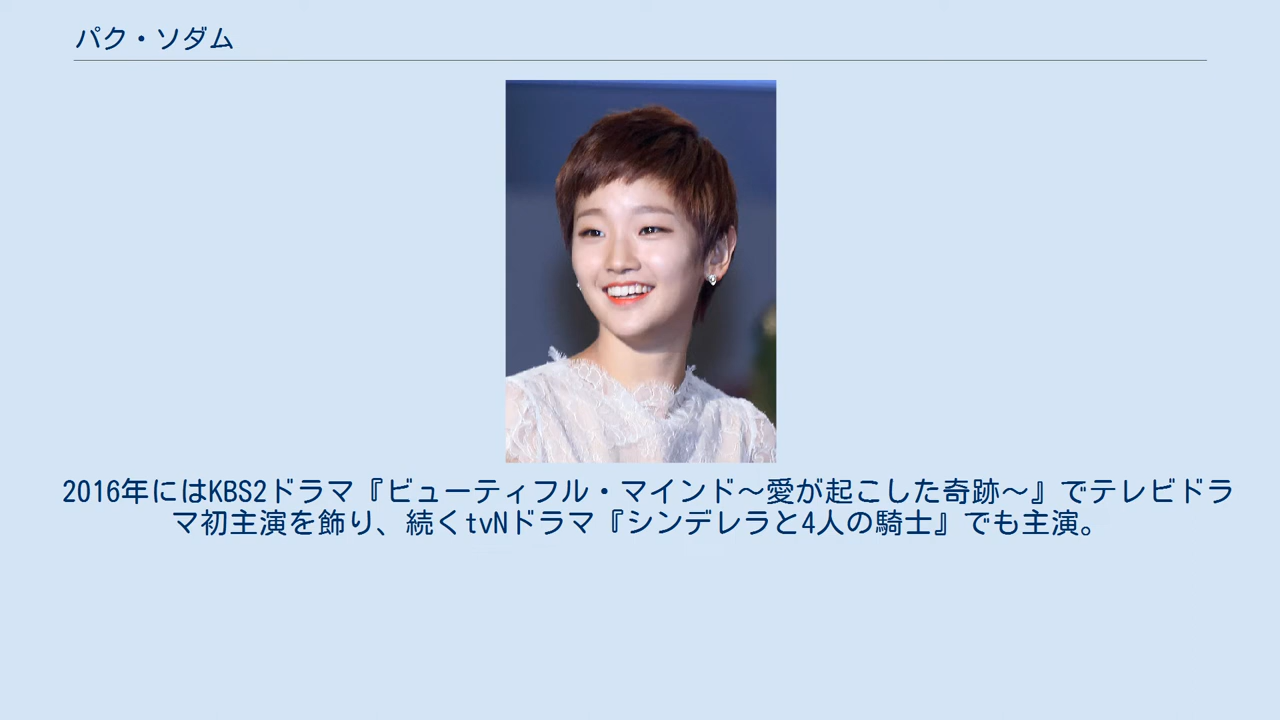 パク・ソダム
2016年にはKBS2ドラマ『ビューティフル・マインド〜愛が起こした奇跡〜』でテレビドラ
マ初主演を飾り、続くtvNドラマ『シンデレラと4人の騎士』でも主演。